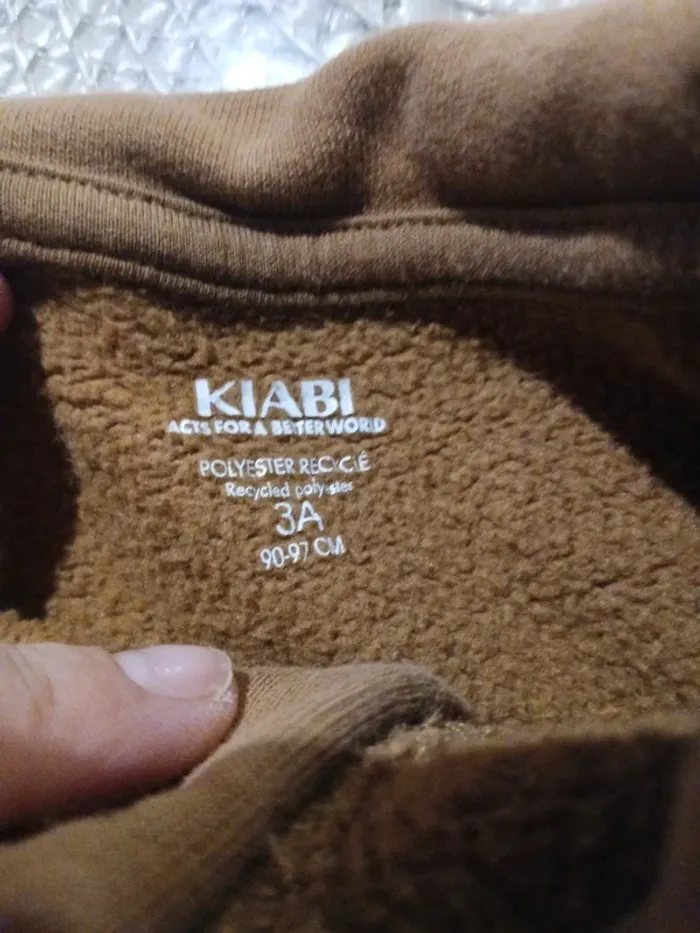 KIABI
ACTS FOR A BETTER WORLD
POLYESTER RECYCLÉ
Recycled polyester
3A
90-97 CM